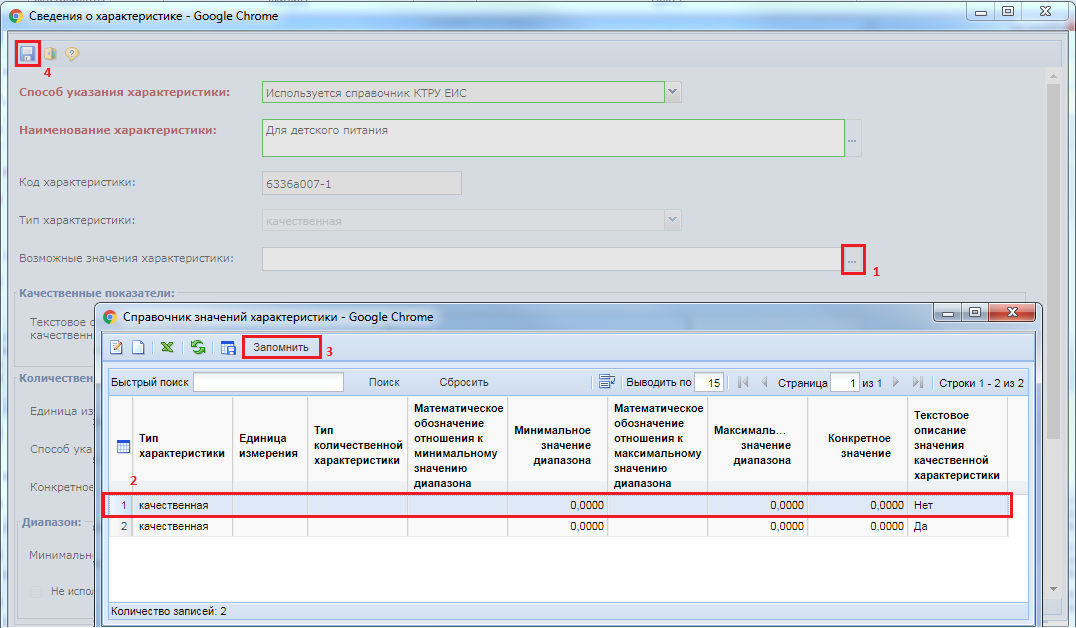 Сведения о характеристике - Google Chrome
4
Способ указания характеристики:
Используется справочник КТРУ ЕИС
Наименование характеристики:
Для детского питания
...
Код характеристики:
6336a007-1
Тип характеристики:
качественная
Возможные значения характеристики:
...
1
Качественные показатели:
Текстовое
качественн
Количествен
Единица из
Способ ука
Конкретное
Диапазон:
Минимальн
Не испол
Справочник значений характеристики - Google Chrome
Запомнить
3
Быстрый поиск
Поиск
Сбросить
Выводить по 15
Страница 1 из 1
Строки 1 - 2 из 2
Тип характеристики
Единица измерения
Тип количественной характеристики
Математическое обозначение отношения к минимальному значению диапазона
Минимальное значение диапазона
Математическое обозначение отношения к максимальному значению диапазона
Максималь... значение диапазона
Конкретное значение
Текстовое описание значения качественной характеристики
2
1 качественная 0,0000 0,0000 0,0000 Нет
2 качественная 0,0000 0,0000 0,0000 Да
Количество записей: 2